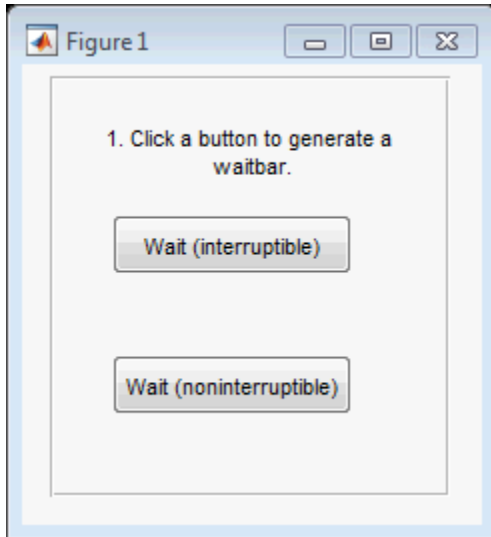 Figure 1
1. Click a button to generate a
waitbar.
Wait (interruptible)
Wait (noninterruptible)